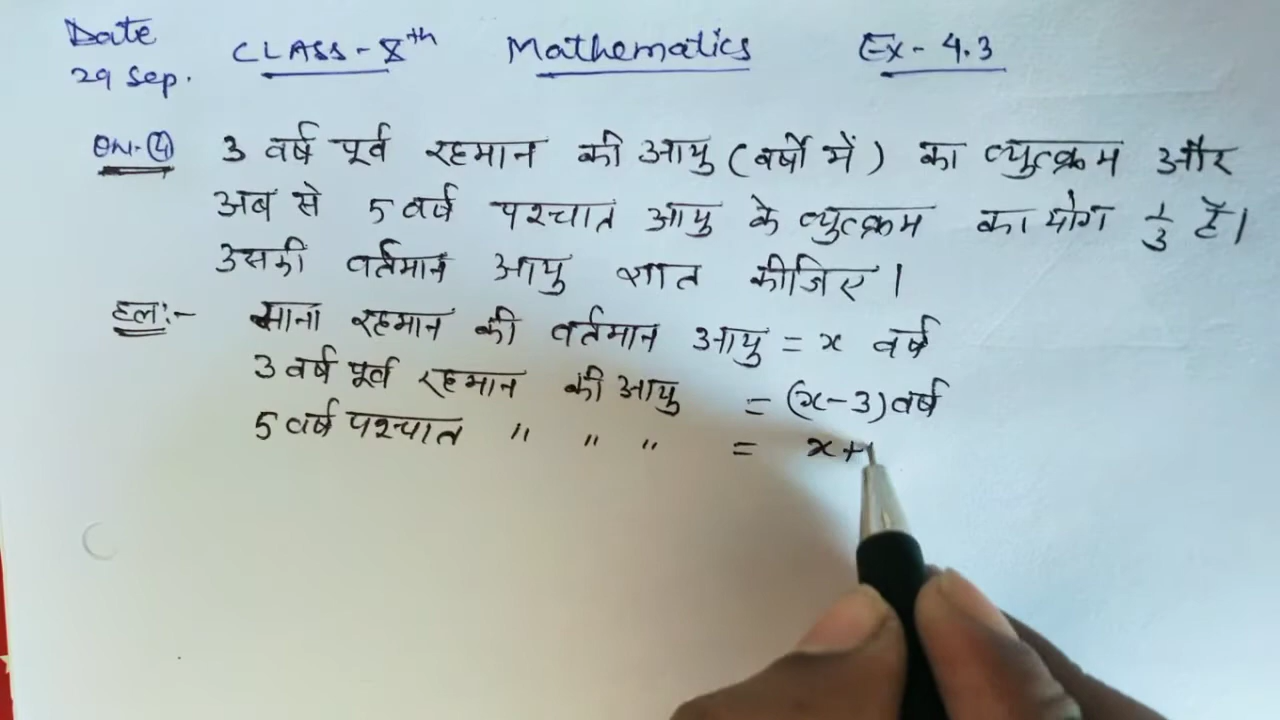 Date CLASS-8th Mathematics Ex-4.3
29 Sep.
QN-(4) 3 वर्ष पूर्व रहमान की आयु (वर्षो में) का व्युत्क्रम और
अब से 5 वर्ष पश्चात आयु के व्युत्क्रम का योग 1/3 है।
उसकी वर्तमान आयु ज्ञात कीजिए।
हलः- माना रहमान की वर्तमान आयु = x वर्ष
3 वर्ष पूर्व रहमान की आयु = (x-3) वर्ष
5 वर्ष पश्चात " " " = x+